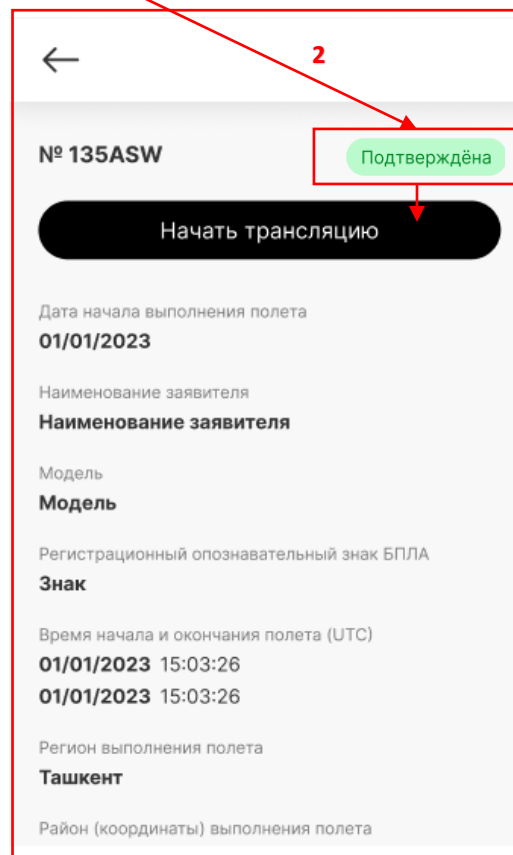 2
№ 135ASW
Подтверждёна
Начать трансляцию
Дата начала выполнения полета
01/01/2023
Наименование заявителя
Наименование заявителя
Модель
Модель
Регистрационный опознавательный знак БПЛА
Знак
Время начала и окончания полета (UTC)
01/01/2023 15:03:26
01/01/2023 15:03:26
Регион выполнения полета
Ташкент
Район (координаты) выполнения полета